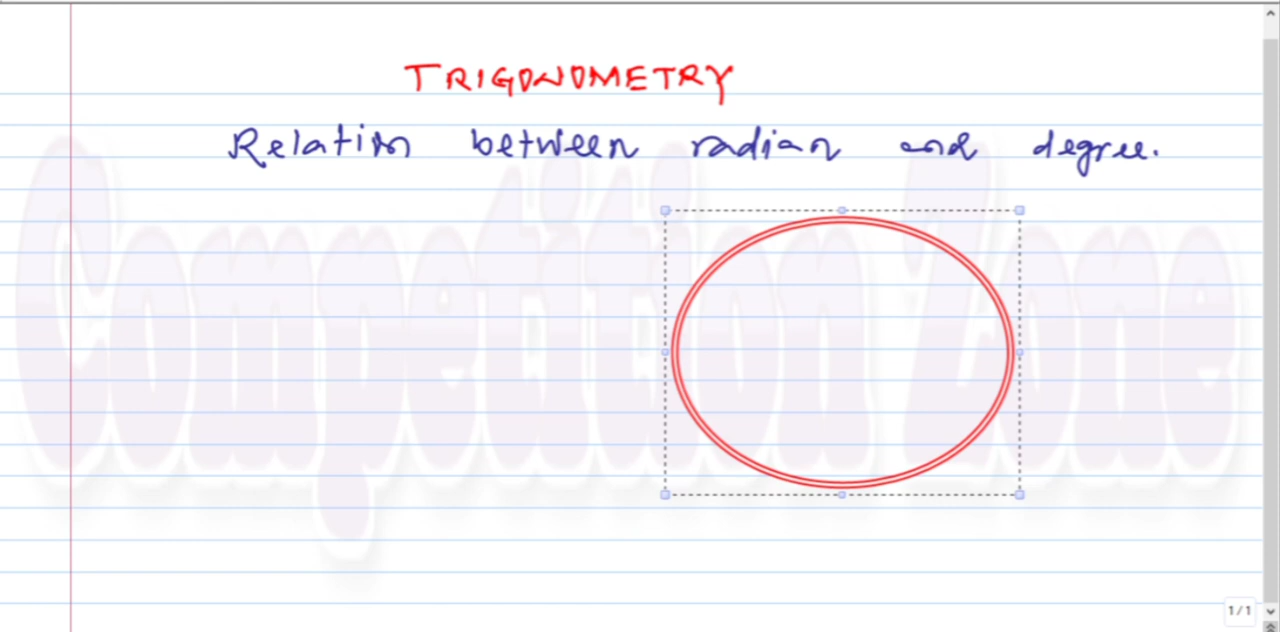 TRIGONOMETRY
Relation between radian and degree.
Competition Zone
1/1